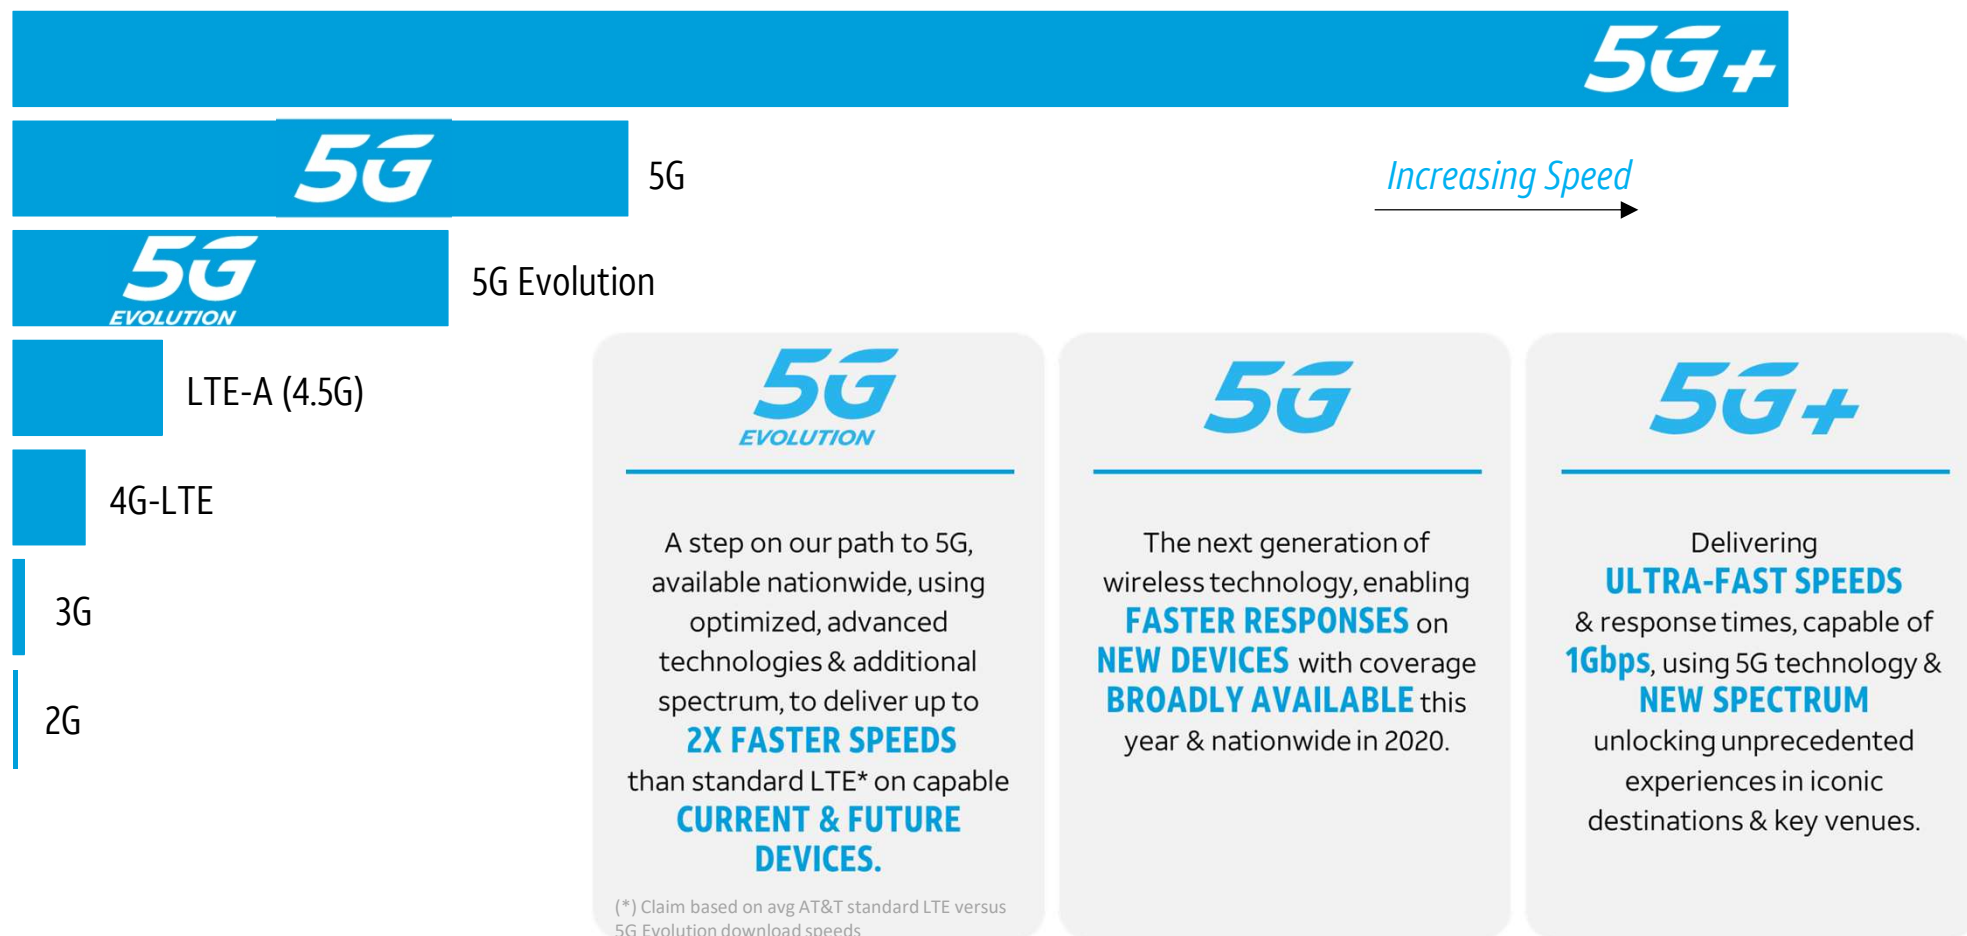 5G+
5G
5G
Increasing Speed
5G
EVOLUTION
5G Evolution
LTE-A (4.5G)
4G-LTE
3G
2G
5G
EVOLUTION
A step on our path to 5G,
available nationwide, using
optimized, advanced
technologies & additional
spectrum, to deliver up to
2X FASTER SPEEDS
than standard LTE* on capable
CURRENT & FUTURE
DEVICES.
(*) Claim based on avg AT&T standard LTE versus
5G Evolution download speeds
5G
The next generation of
wireless technology, enabling
FASTER RESPONSES on
NEW DEVICES with coverage
BROADLY AVAILABLE this
year & nationwide in 2020.
5G+
Delivering
ULTRA-FAST SPEEDS
& response times, capable of
1Gbps, using 5G technology &
NEW SPECTRUM
unlocking unprecedented
experiences in iconic
destinations & key venues.